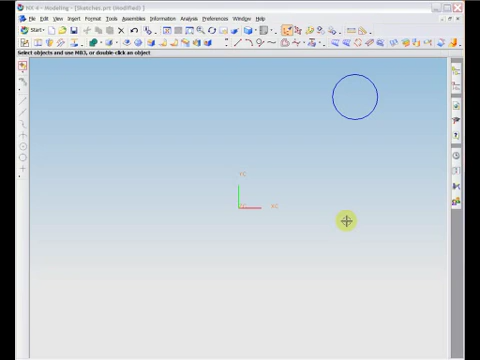 NX 4 - Modeling - [Sketches.prt (Modified) ]
File Edit View Insert Format Tools Assemblies Information Analysis Preferences Window Help
Start
Select objects and use MB3, or double-click an object
YC
XC